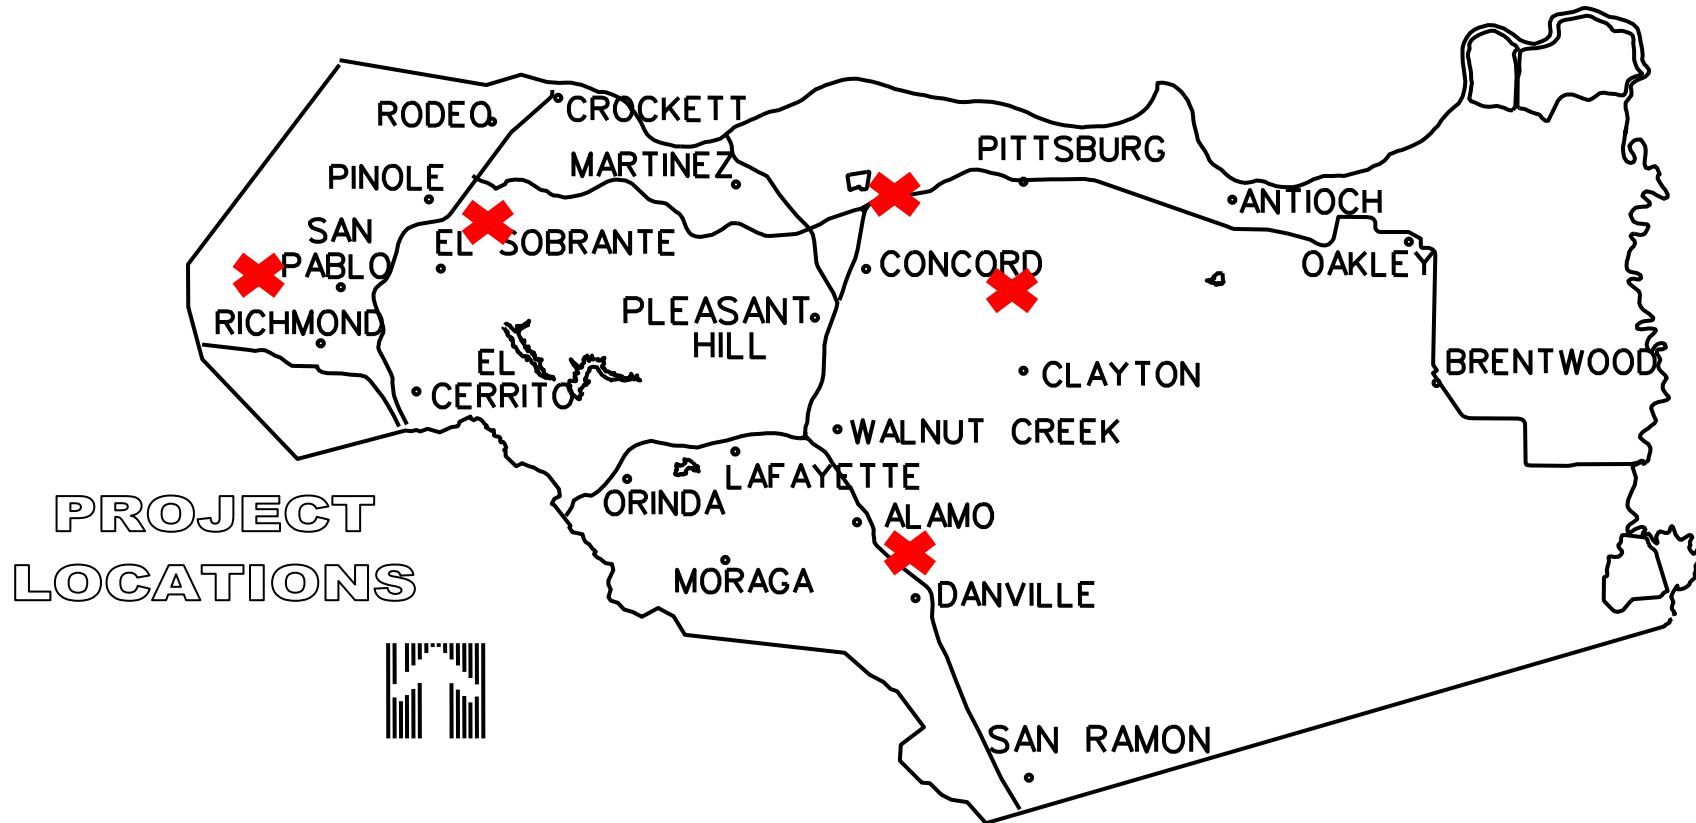 RODEO
CROCKETT
PITTSBURG
MARTINEZ
PINOLE
ANTIOCH
SAN
PABLO
EL SOBRANTE
CONCORD
OAKLEY
RICHMOND
PLEASANT
HILL
EL
CERRITO
CLAYTON
BRENTWOOD
WALNUT CREEK
LAFAYETTE
ORINDA
ALAMO
PROJECT
LOCATIONS
MORAGA
DANVILLE
SAN RAMON